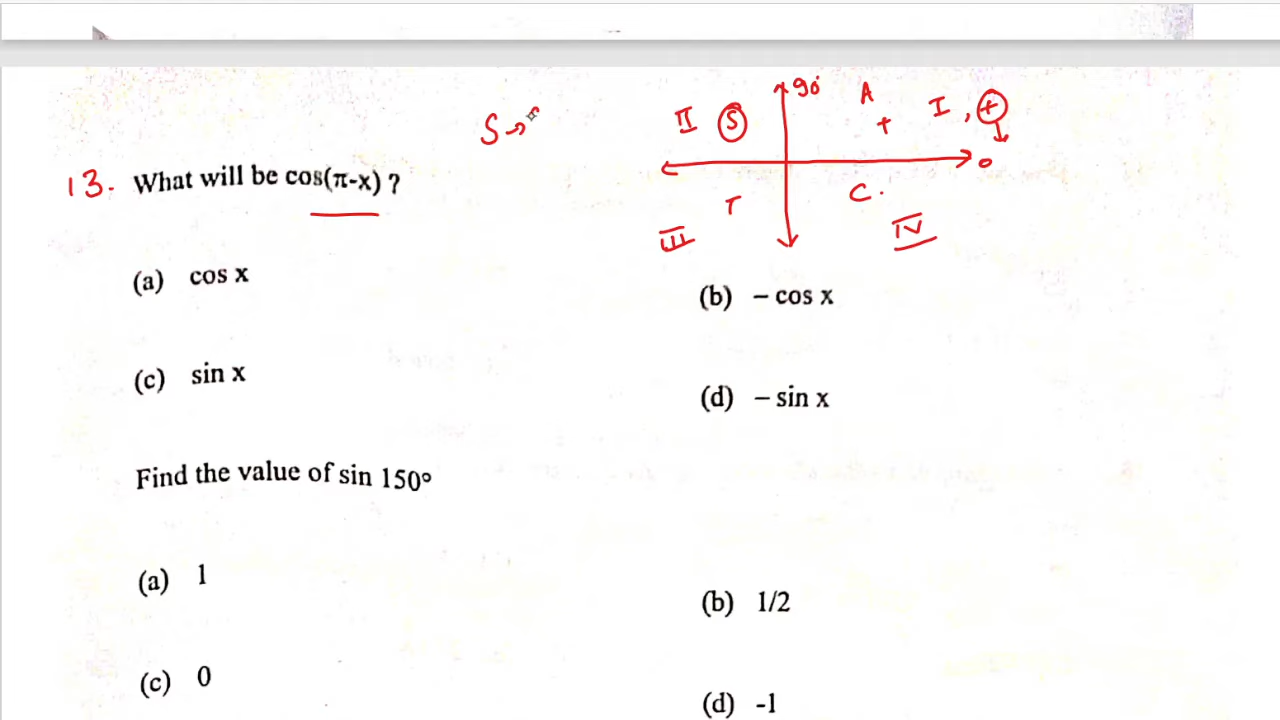 90°
A
II S + I, +
S →
0
13. What will be cos(π-x) ?
T C.
III IV
(a) cos x
(b) – cos x
(c) sin x
(d) – sin x
Find the value of sin 150°
(a) 1
(b) 1/2
(c) 0
(d) -1